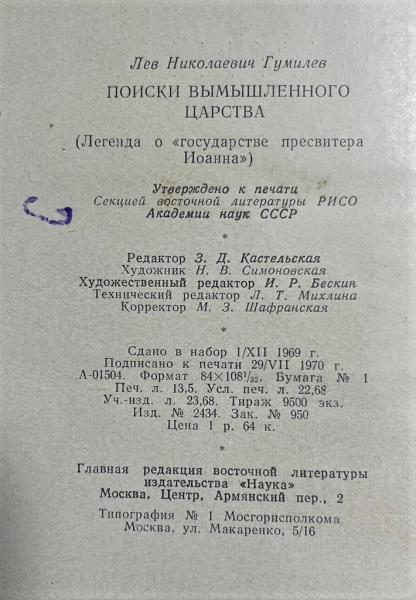 Лев Николаевич Гумилев
ПОИСКИ ВЫМЫШЛЕННОГО
ЦАРСТВА
(Легенда о «государстве пресвитера
Иоанна»)
Утверждено к печати
Секцией восточной литературы РИСО
Академии наук СССР
*
Редактор З. Д. Кастельская
Художник Н. В. Симоновская
Художественный редактор И. Р. Бескин
Технический редактор Л. Т. Михлина
Корректор М. З. Шафранская
*
Сдано в набор 1/XII 1969 г.
Подписано к печати 29/VII 1970 г.
А-01504. Формат 84×108¹/₃₂. Бумага № 1
Печ. л. 13,5. Усл. печ. л. 22,68
Уч.-изд. л. 23,68. Тираж 9500 экз.
Изд. № 2434. Зак. № 950
Цена 1 р. 64 к.
*
Главная редакция восточной литературы
издательства «Наука»
Москва, Центр, Армянский пер., 2
Типография № 1 Мосгорисполкома
Москва, ул. Макаренко, 5/16